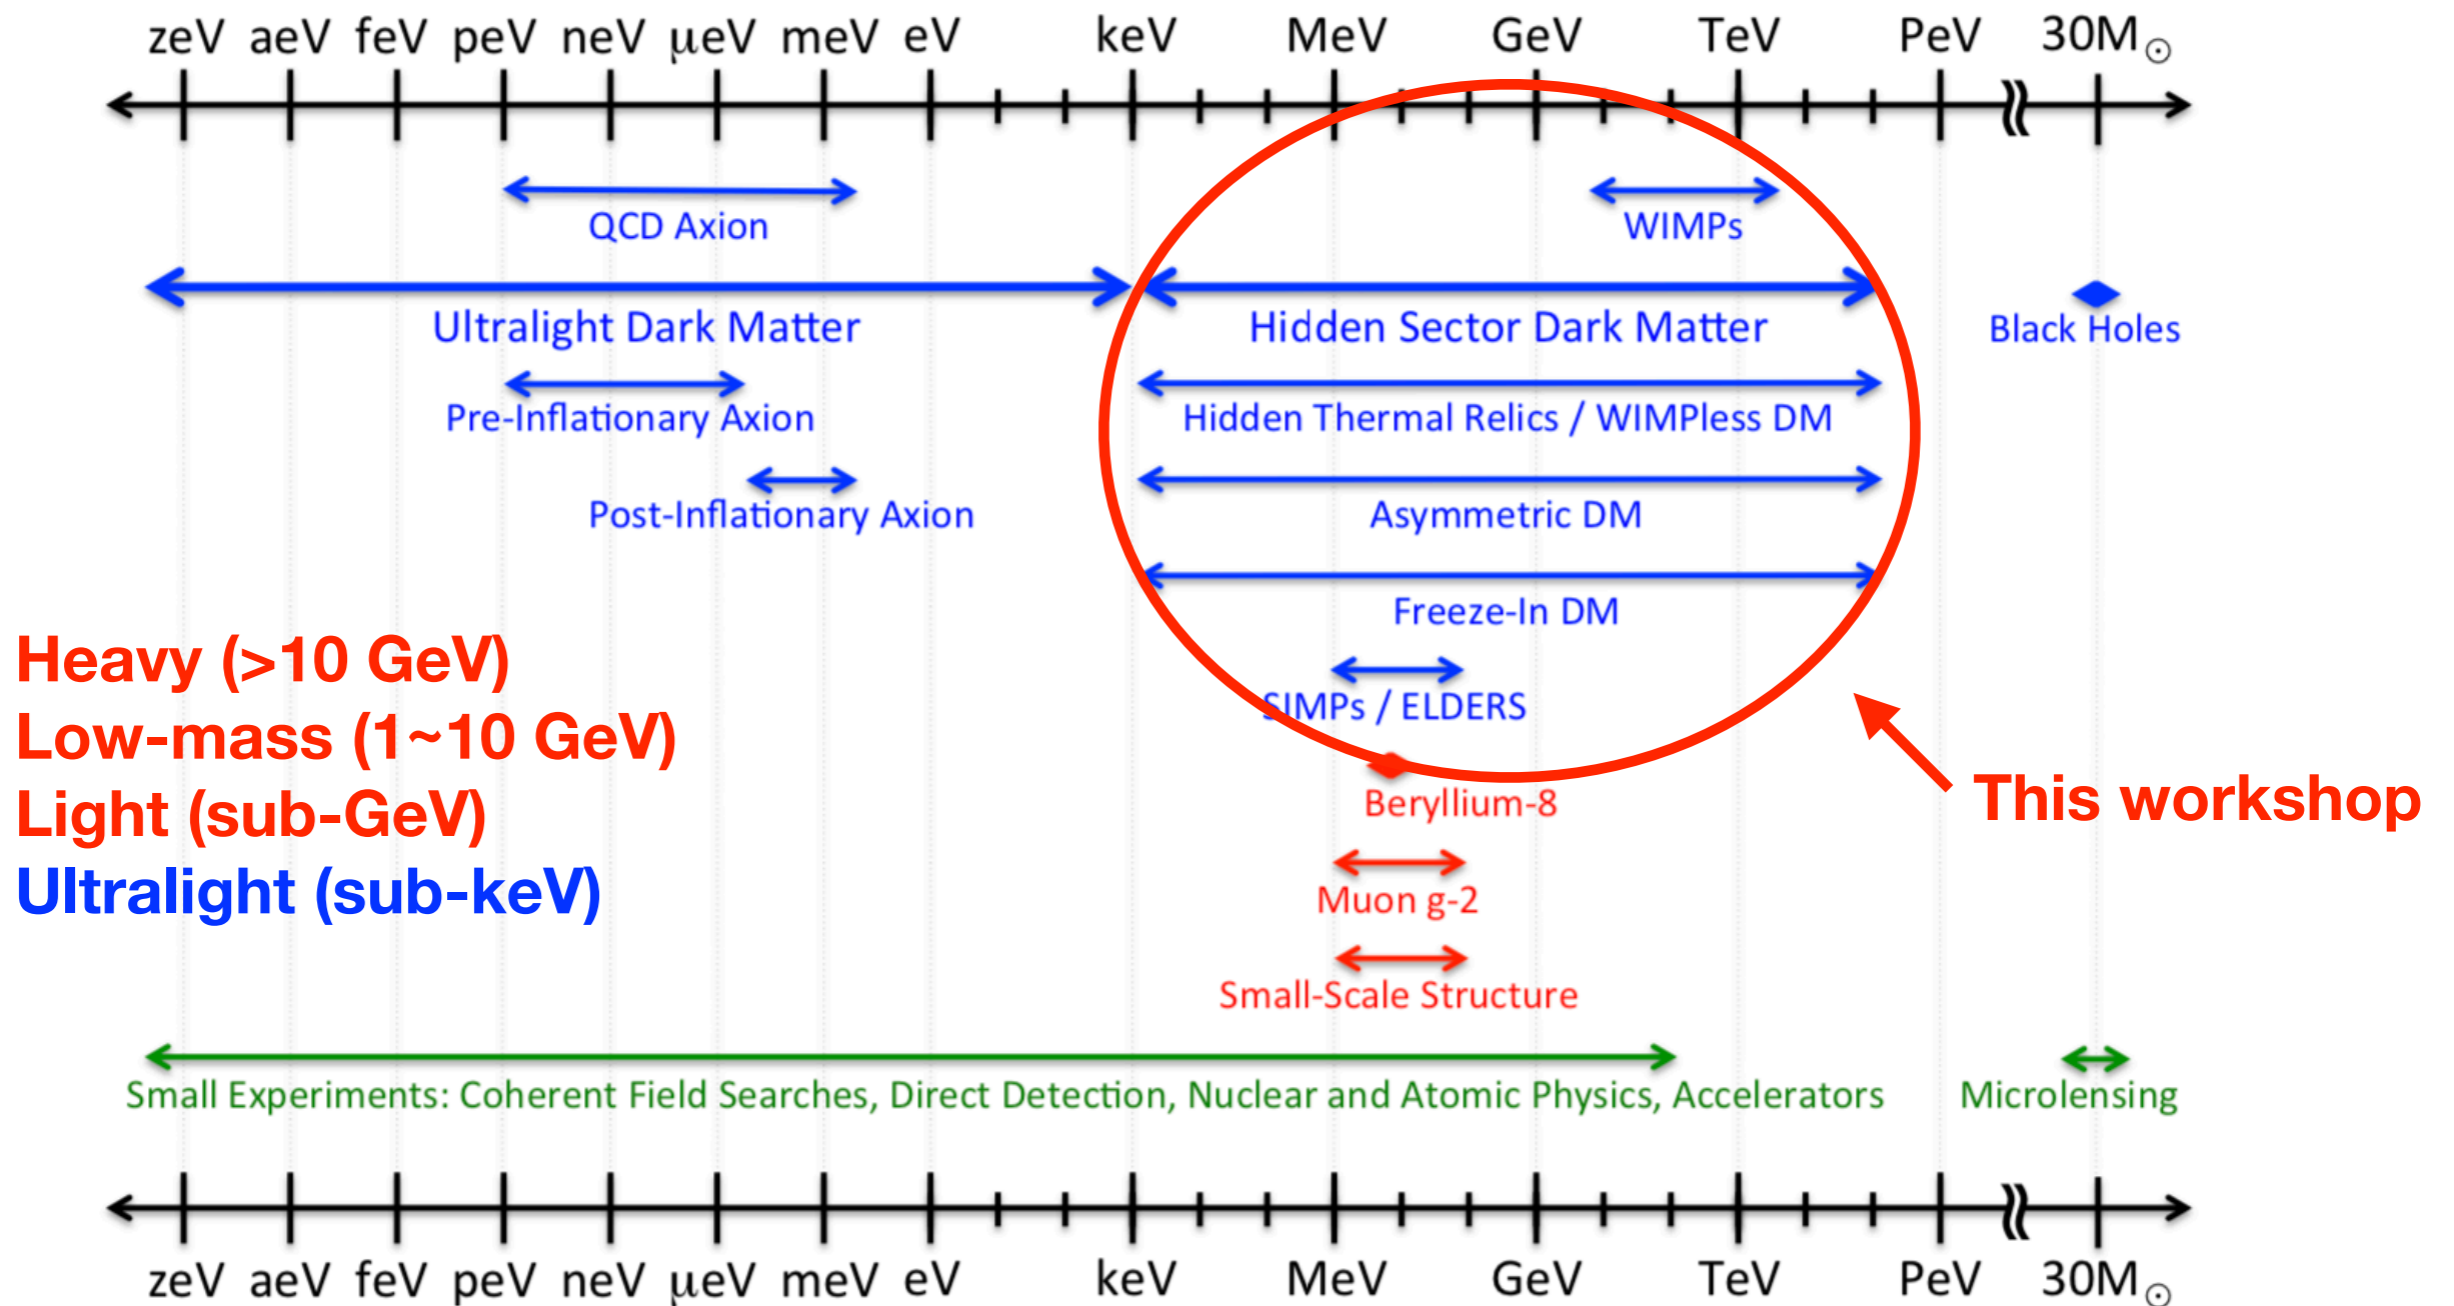 zeV aeV feV peV neV μeV meV eV keV MeV GeV TeV PeV 30M☉
QCD Axion
WIMPs
Ultralight Dark Matter
Hidden Sector Dark Matter
Black Holes
Pre-Inflationary Axion
Hidden Thermal Relics / WIMPless DM
Post-Inflationary Axion
Asymmetric DM
Freeze-In DM
Heavy (>10 GeV)
Low-mass (1~10 GeV)
Light (sub-GeV)
Ultralight (sub-keV)
SIMPs / ELDERS
Beryllium-8
This workshop
Muon g-2
Small-Scale Structure
Small Experiments: Coherent Field Searches, Direct Detection, Nuclear and Atomic Physics, Accelerators
Microlensing
zeV aeV feV peV neV μeV meV eV keV MeV GeV TeV PeV 30M☉